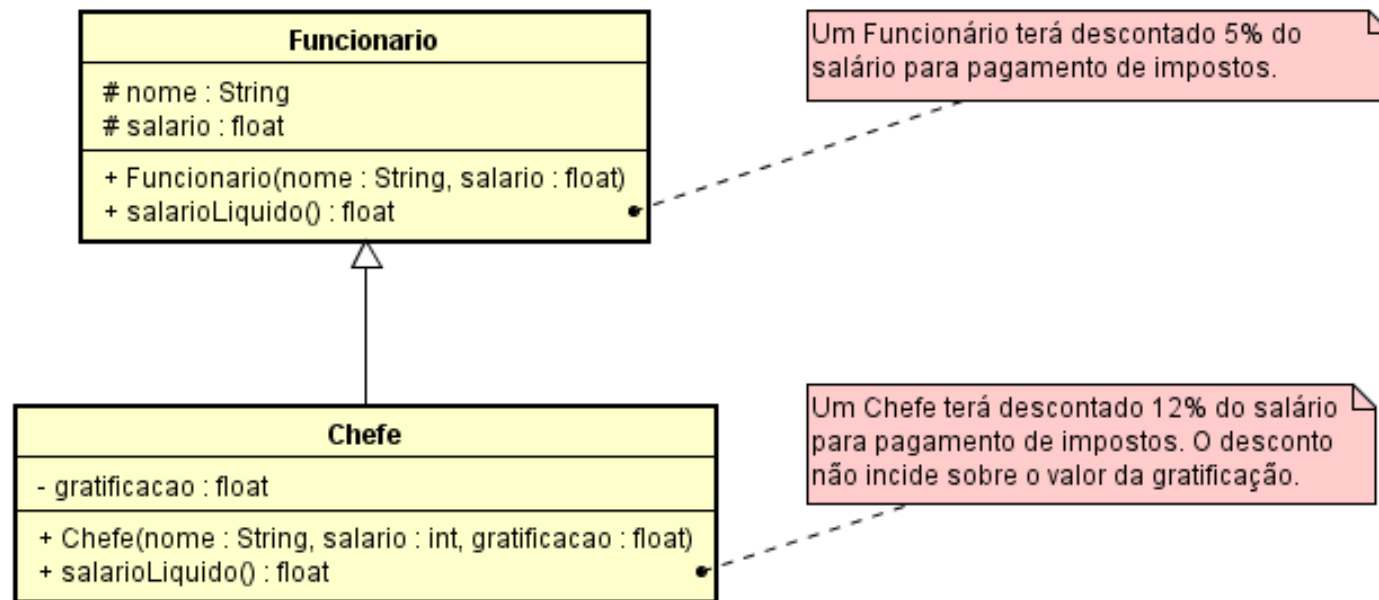 Funcionario
# nome : String
# salario : float
+ Funcionario(nome : String, salario : float)
+ salarioLiquido() : float
Um Funcionário terá descontado 5% do
salário para pagamento de impostos.
Chefe
- gratificacao : float
+ Chefe(nome : String, salario : int, gratificacao : float)
+ salarioLiquido() : float
Um Chefe terá descontado 12% do salário
para pagamento de impostos. O desconto
não incide sobre o valor da gratificação.